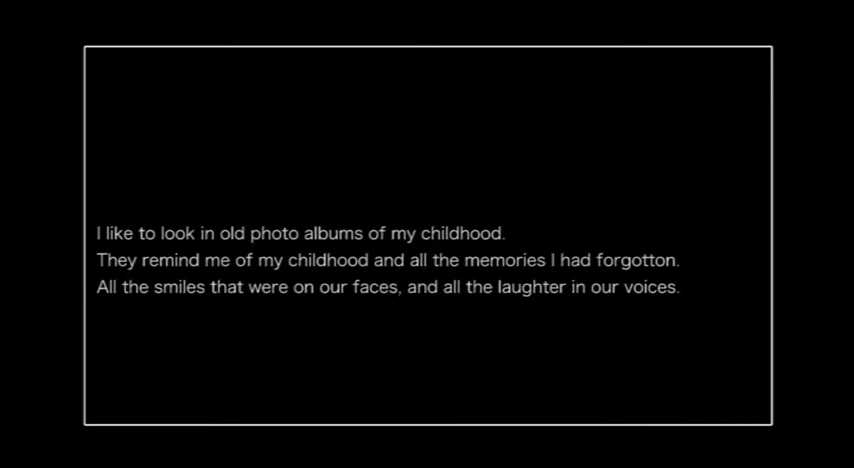 I like to look in old photo albums of my childhood.
They remind me of my childhood and all the memories I had forgotton.
All the smiles that were on our faces, and all the laughter in our voices.